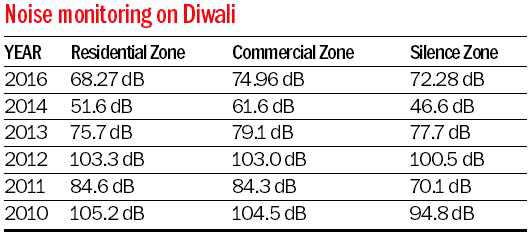 Noise monitoring on Diwali
YEAR Residential Zone Commercial Zone Silence Zone
2016 68.27 dB 74.96 dB 72.28 dB
2014 51.6 dB 61.6 dB 46.6 dB
2013 75.7 dB 79.1 dB 77.7 dB
2012 103.3 dB 103.0 dB 100.5 dB
2011 84.6 dB 84.3 dB 70.1 dB
2010 105.2 dB 104.5 dB 94.8 dB